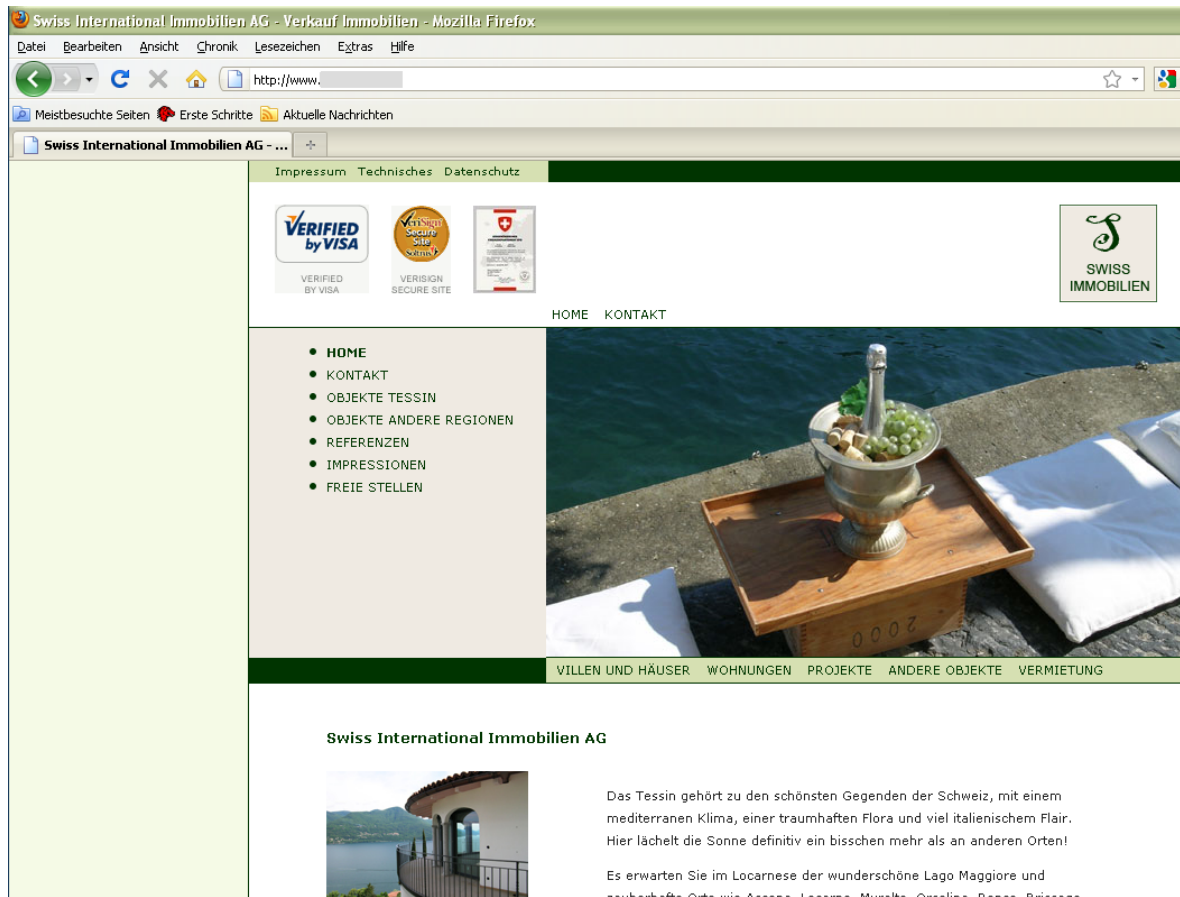 Swiss International Immobilien AG - Verkauf Immobilien - Mozilla Firefox
Datei Bearbeiten Ansicht Chronik Lesezeichen Extras Hilfe
http://www.
Meistbesuchte Seiten Erste Schritte Aktuelle Nachrichten
Swiss International Immobilien AG - ...
Impressum Technisches Datenschutz
VERIFIED
by VISA
VeriSign
Secure
Site
VERIFIED
BY VISA
VERISIGN
SECURE SITE
SWISS
IMMOBILIEN
HOME KONTAKT
HOME
KONTAKT
OBJEKTE TESSIN
OBJEKTE ANDERE REGIONEN
REFERENZEN
IMPRESSIONEN
FREIE STELLEN
2000
VILLEN UND HÄUSER WOHNUNGEN PROJEKTE ANDERE OBJEKTE VERMIETUNG
Swiss International Immobilien AG
Das Tessin gehört zu den schönsten Gegenden der Schweiz, mit einem
mediterranen Klima, einer traumhaften Flora und viel italienischem Flair.
Hier lächelt die Sonne definitiv ein bisschen mehr als an anderen Orten!
Es erwarten Sie im Locarnese der wunderschöne Lago Maggiore und